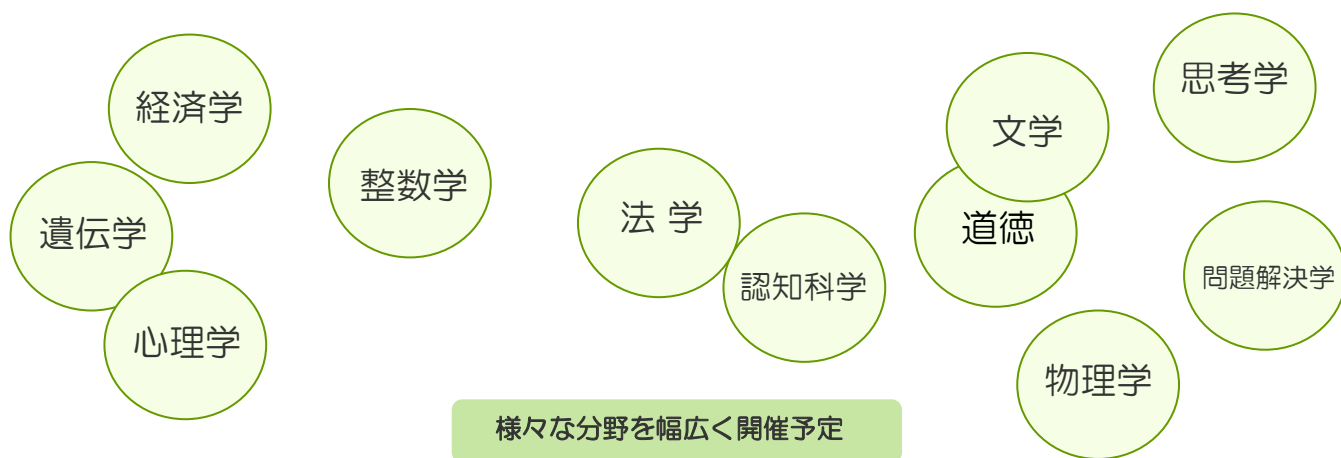 経済学
遺伝学
心理学
整数学
法 学
認知科学
文学
道徳
思考学
問題解決学
物理学
様々な分野を幅広く開催予定